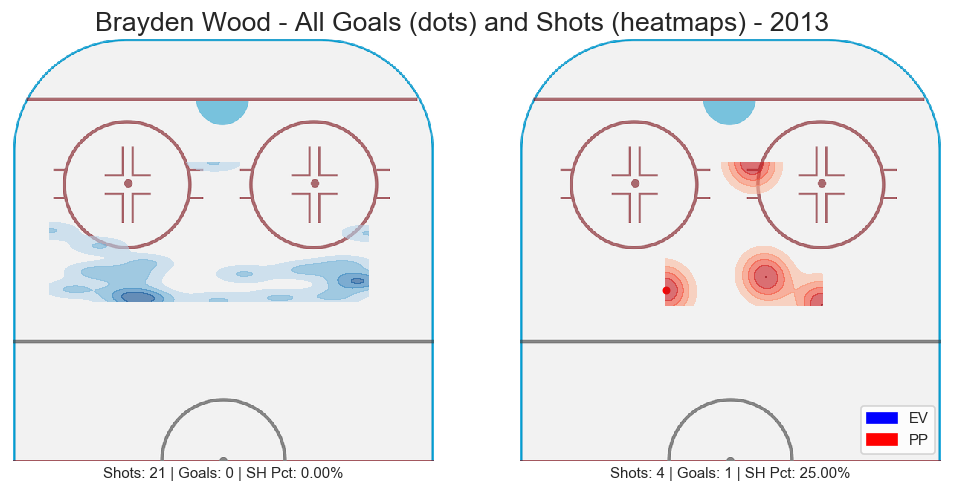 Brayden Wood - All Goals (dots) and Shots (heatmaps) - 2013
EV
PP
Shots: 21 | Goals: 0 | SH Pct: 0.00%
Shots: 4 | Goals: 1 | SH Pct: 25.00%